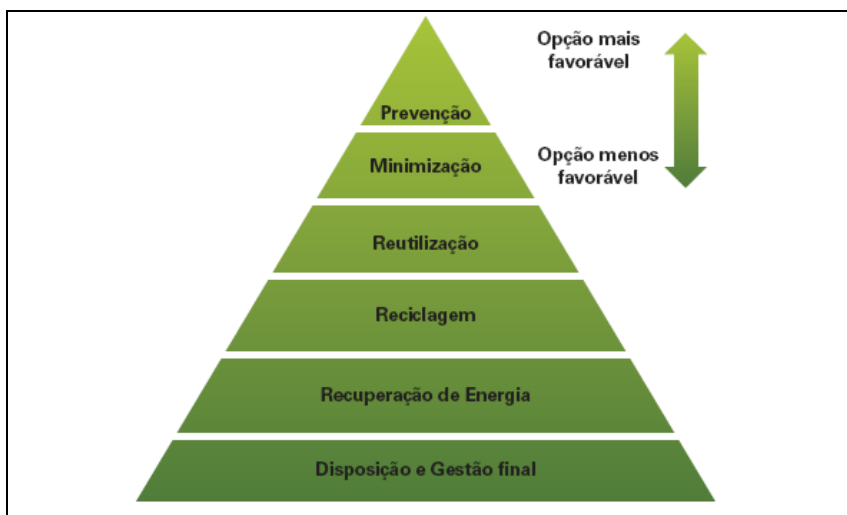 Opção mais
favorável
Prevenção
Opção menos
favorável
Minimização
Reutilização
Reciclagem
Recuperação de Energia
Disposição e Gestão final